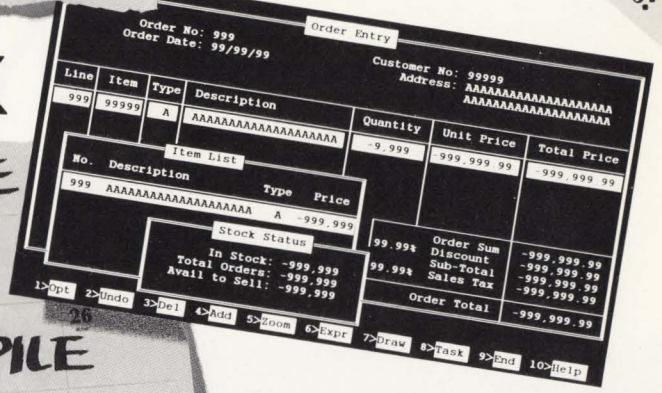 Order Entry
Order No: 999
Order Date: 99/99/99
Customer No: 99999
Address: AAAAAAAAAAAAAAAAAAAA
AAAAAAAAAAAAAAAAAAAA
Line Item Type Description Quantity Unit Price Total Price
999 99999 A AAAAAAAAAAAAAAAAAAAA -9,999 -999,999.99 -999,999.99
Item List
No. Description Type Price
999 AAAAAAAAAAAAAAAAAAAA A -999,999
Stock Status
In Stock: -999,999
Total Orders: -999,999
Avail to Sell: -999,999
Order Sum -999,999.99
99.99% Discount -999,999.99
Sub-Total -999,999.99
99.99% Sales Tax -999,999.99
Order Total -999,999.99
1>Opt 2>Undo 3>Del 4>Add 5>Zoom 6>Expr 7>Draw 8>Task 9>End 10>Help
26
PILE